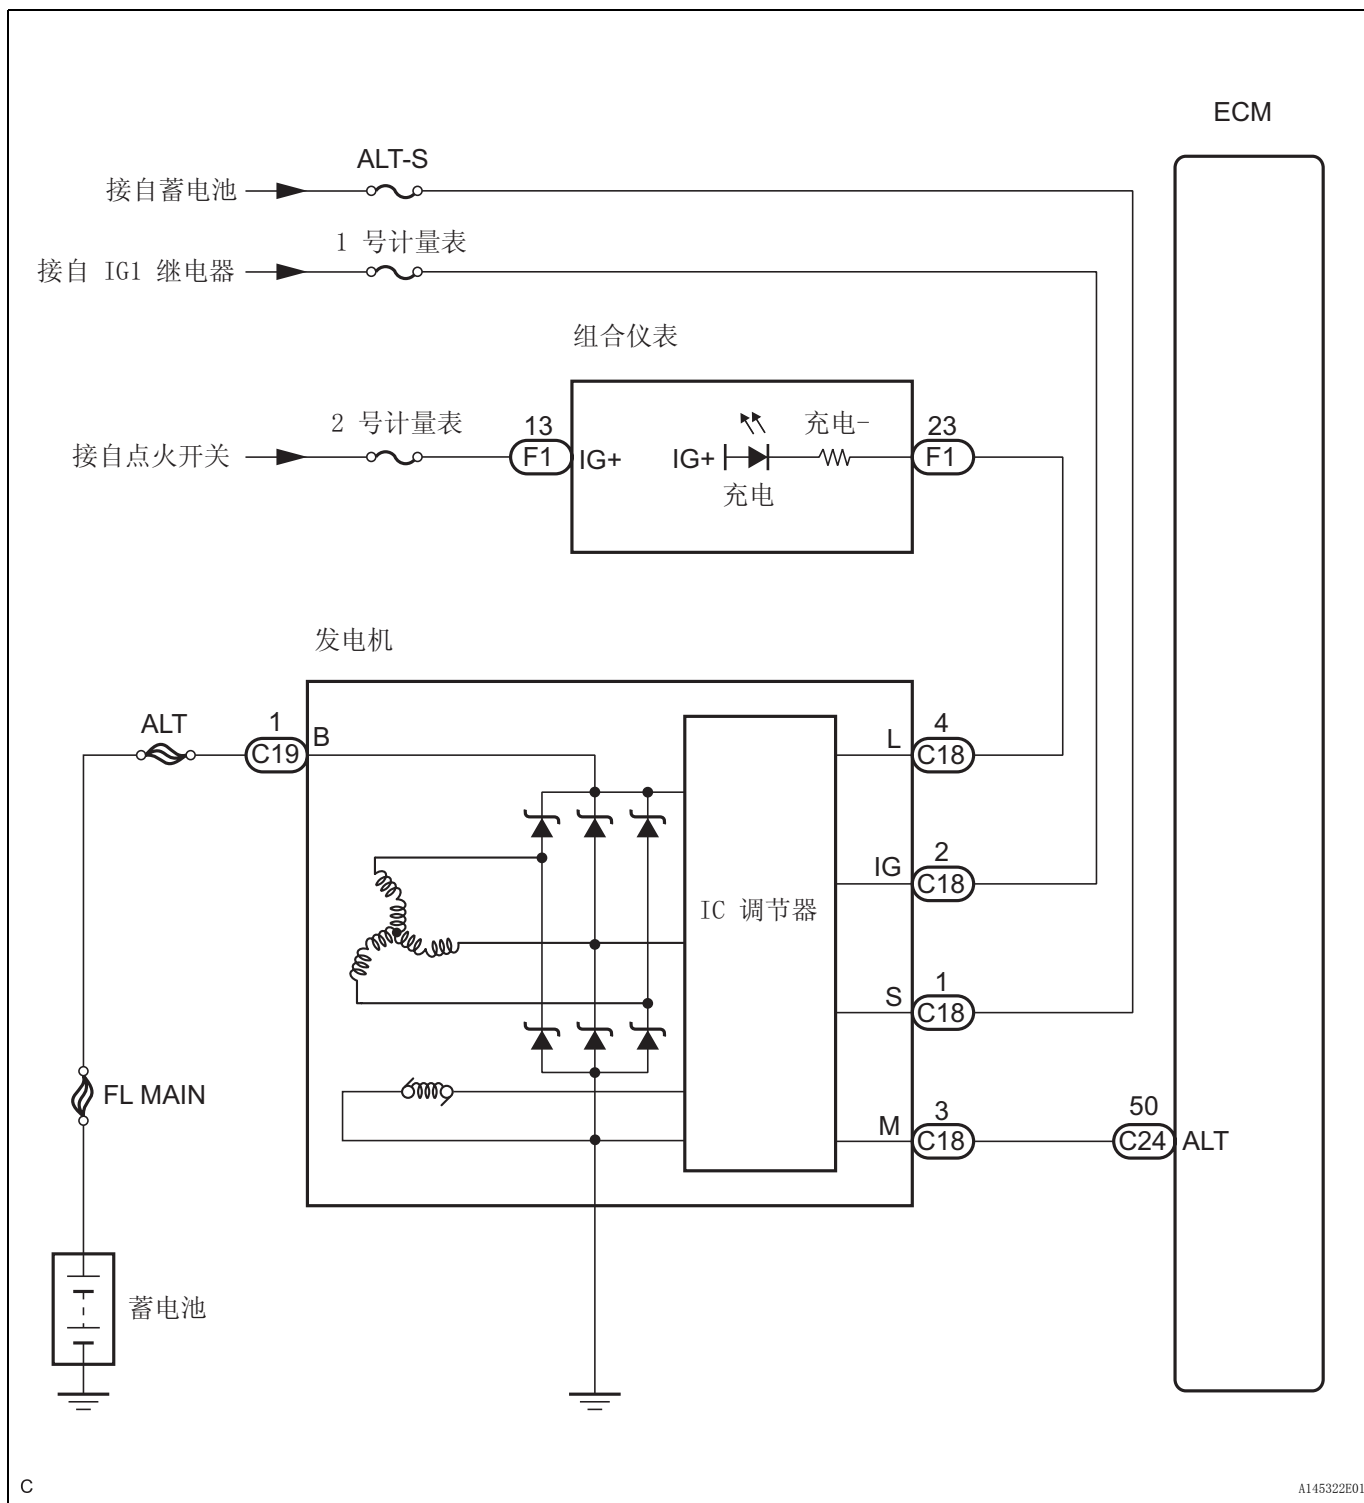 ECM
ALT-S
接自蓄电池
1 号计量表
接自 IG1 继电器
组合仪表
2 号计量表
接自点火开关
13
F1
IG+
IG+
充电-
充电
23
F1
发电机
ALT
1
C19
B
L
4
C18
IG
2
C18
IC 调节器
S
1
C18
FL MAIN
M
3
C18
50
C24
ALT
蓄电池
C
A145322E01